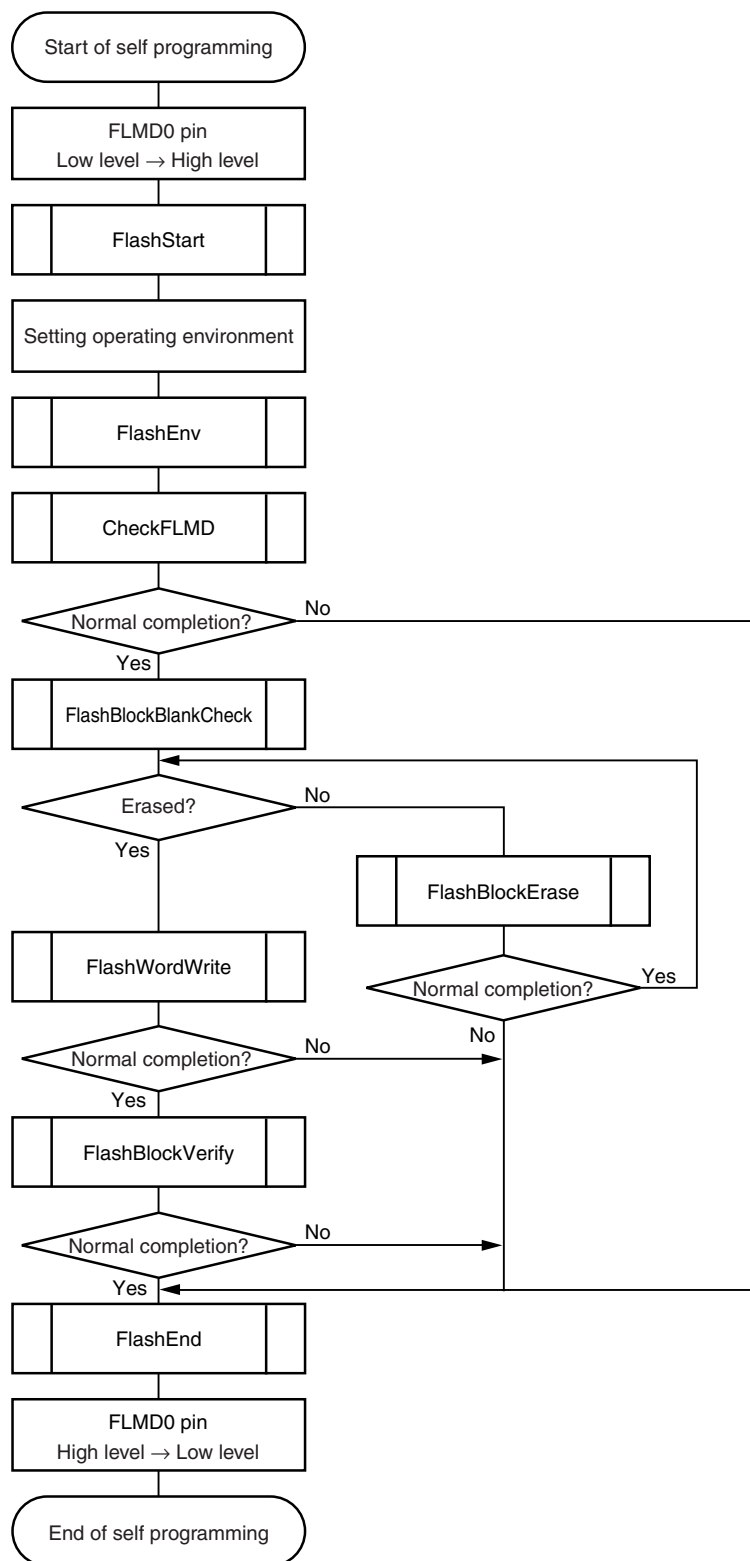 Start of self programming
FLMD0 pin
Low level → High level
FlashStart
Setting operating environment
FlashEnv
CheckFLMD
Normal completion?
No
Yes
FlashBlockBlankCheck
Erased?
No
Yes
FlashBlockErase
FlashWordWrite
Normal completion?
Yes
No
Normal completion?
No
Yes
FlashBlockVerify
Normal completion?
No
Yes
FlashEnd
FLMD0 pin
High level → Low level
End of self programming